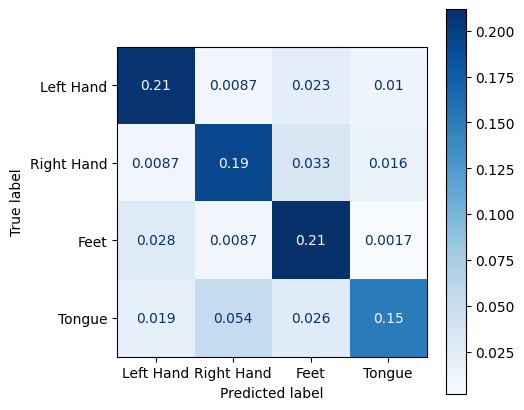 Left Hand 0.21 0.0087 0.023 0.01
Right Hand 0.0087 0.19 0.033 0.016
Feet 0.028 0.0087 0.21 0.0017
Tongue 0.019 0.054 0.026 0.15
Left Hand Right Hand Feet Tongue
Predicted label
True label
0.200
0.175
0.150
0.125
0.100
0.075
0.050
0.025